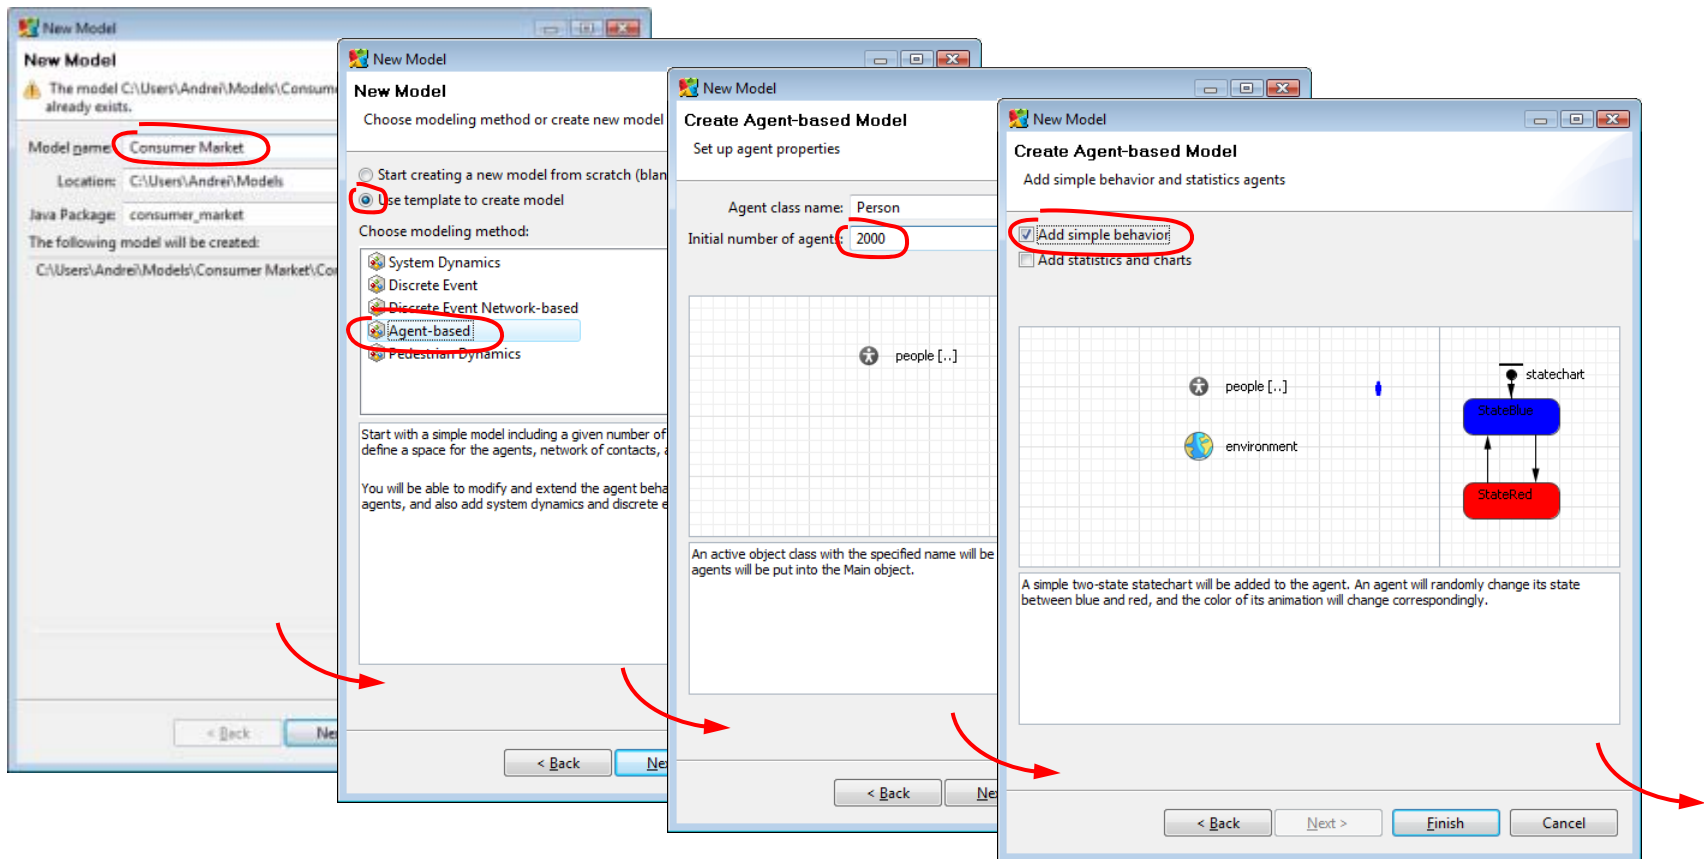 New Model
New Model
The model C:\Users\Andrei\Models\Consum
already exists.
Model name: Consumer Market
Location: C:\Users\Andrei\Models
Java Package: consumer_market
The following model will be created:
C:\Users\Andrei\Models\Consumer Market\Co
< Back
New Model
New Model
Choose modeling method or create new model
Start creating a new model from scratch (blan
Use template to create model
Choose modeling method:
System Dynamics
Discrete Event
Discrete Event Network-based
Agent-based
Pedestrian Dynamics
Start with a simple model including a given number of
define a space for the agents, network of contacts,
You will be able to modify and extend the agent beha
agents, and also add system dynamics and discrete e
< Back
New Model
Create Agent-based Model
Set up agent properties
Agent class name: Person
Initial number of agents: 2000
people [..]
An active object class with the specified name will be
agents will be put into the Main object.
< Back
New Model
Create Agent-based Model
Add simple behavior and statistics agents
Add simple behavior
Add statistics and charts
people [..]
environment
statechart
StateBlue
StateRed
A simple two-state statechart will be added to the agent. An agent will randomly change its state
between blue and red, and the color of its animation will change correspondingly.
< Back
Next >
Finish
Cancel